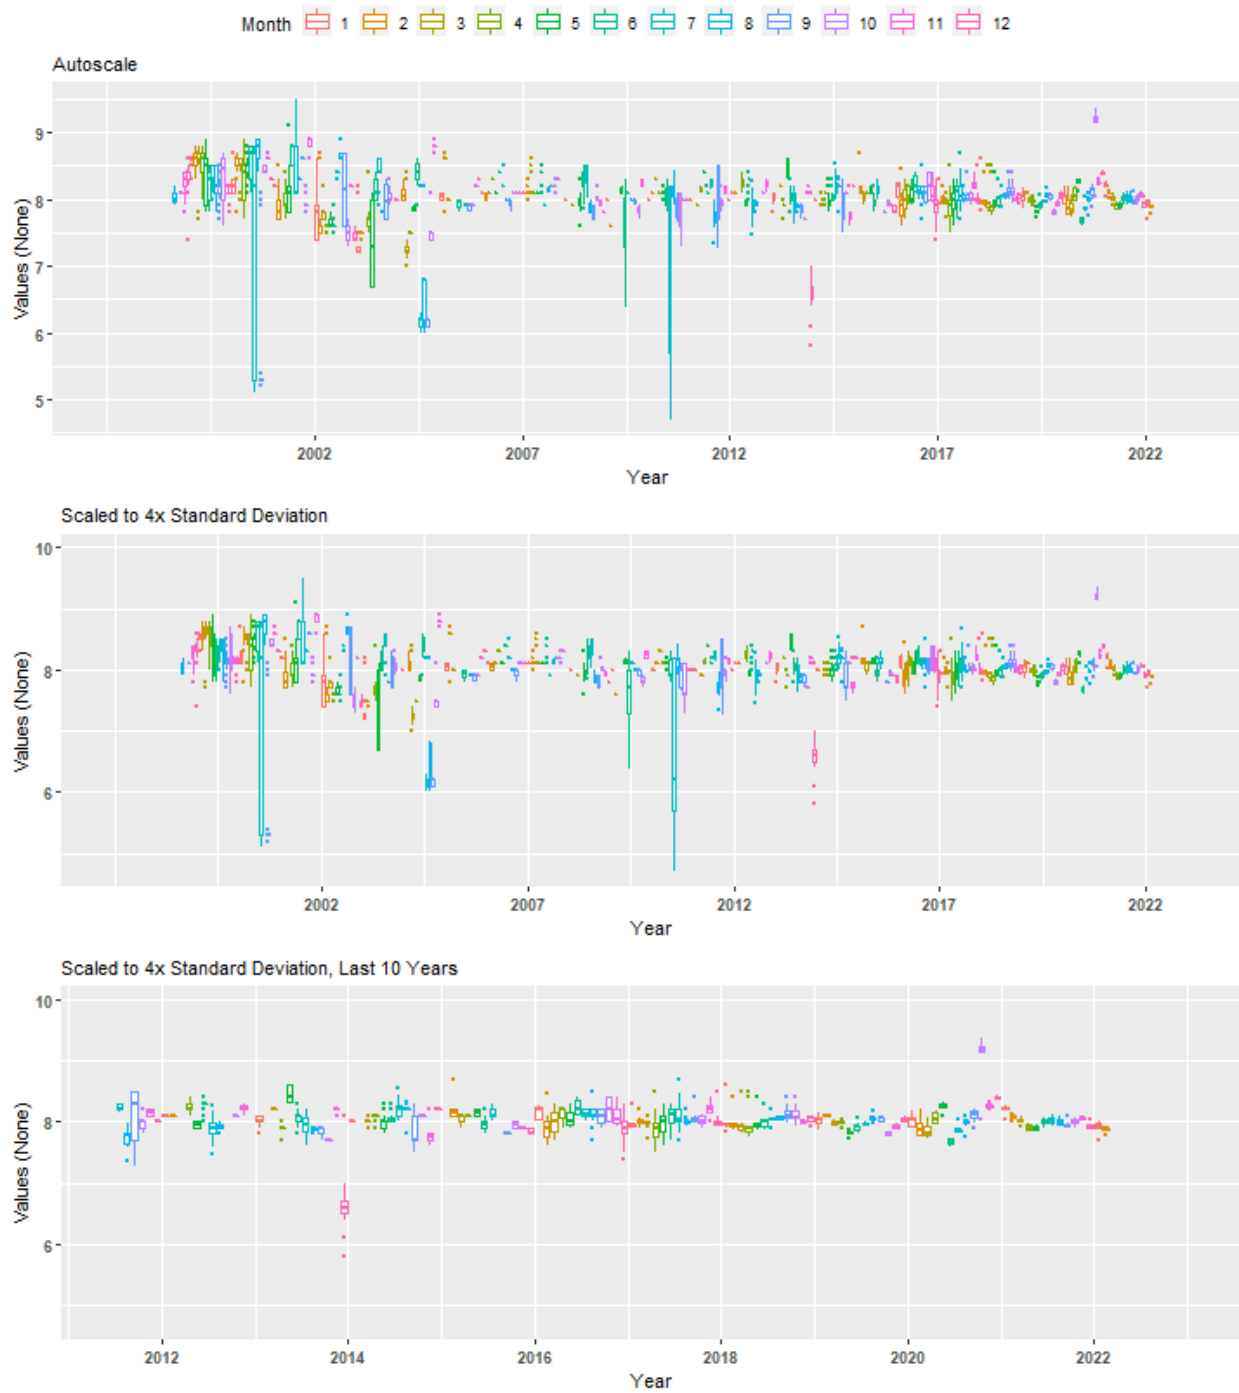 Month 1 2 3 4 5 6 7 8 9 10 11 12
Autoscale
Values (None)
9
8
7
6
5
2002 2007 2012 2017 2022
Year
Scaled to 4x Standard Deviation
Values (None)
10
8
6
2002 2007 2012 2017 2022
Year
Scaled to 4x Standard Deviation, Last 10 Years
Values (None)
10
8
6
2012 2014 2016 2018 2020 2022
Year